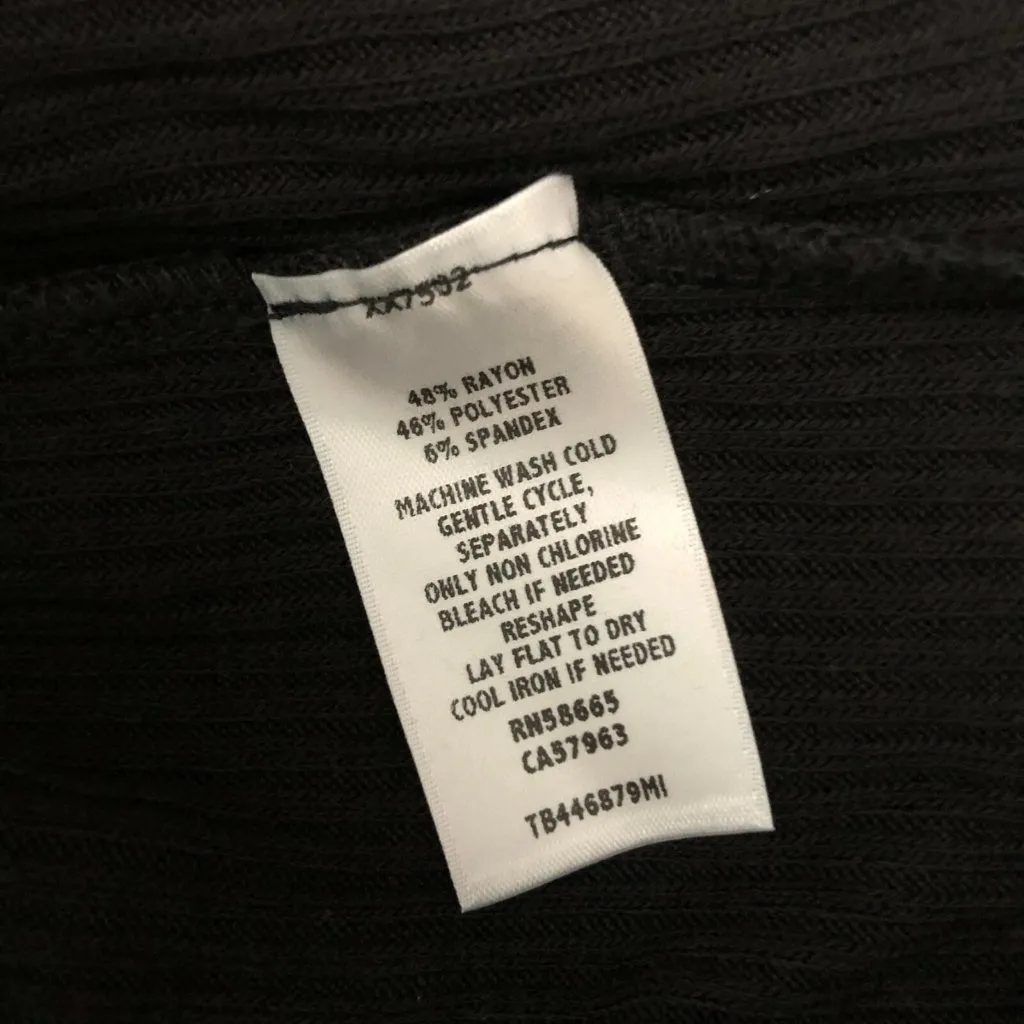 XX7592
48% RAYON
46% POLYESTER
6% SPANDEX
MACHINE WASH COLD
GENTLE CYCLE,
SEPARATELY
ONLY NON CHLORINE
BLEACH IF NEEDED
RESHAPE
LAY FLAT TO DRY
COOL IRON IF NEEDED
RN58665
CA57963
TB446879MI